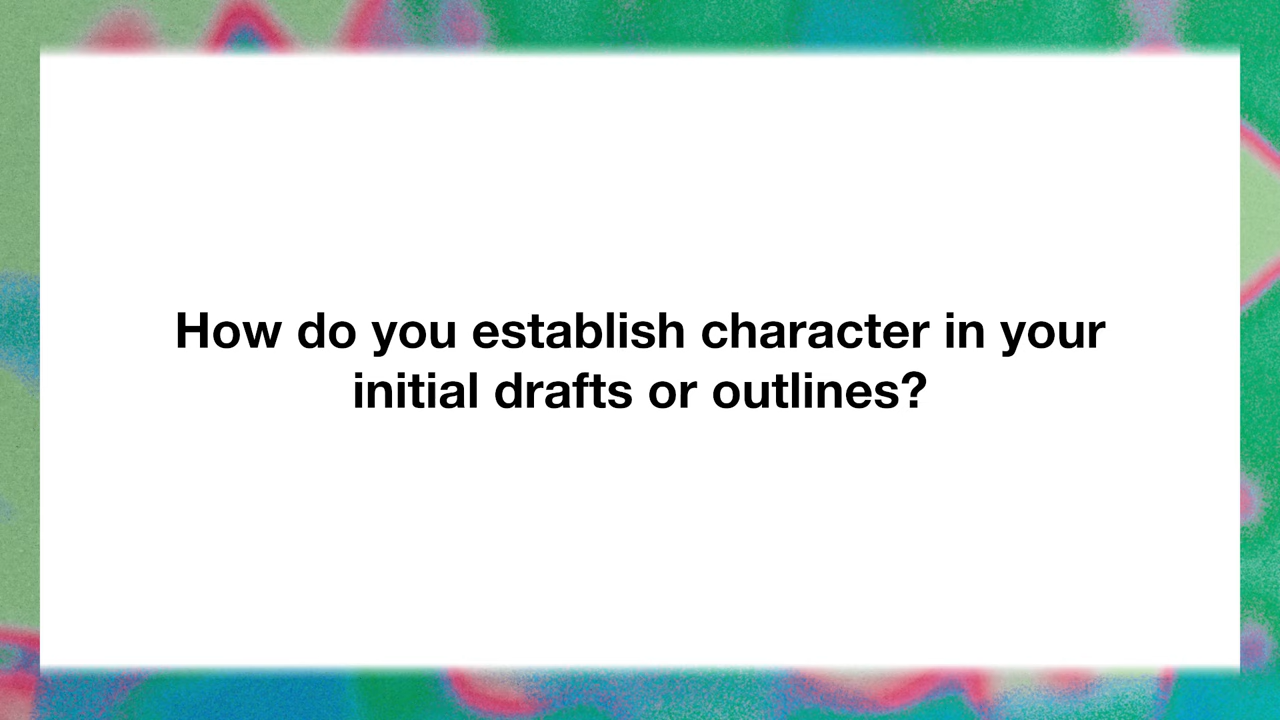 How do you establish character in your
initial drafts or outlines?